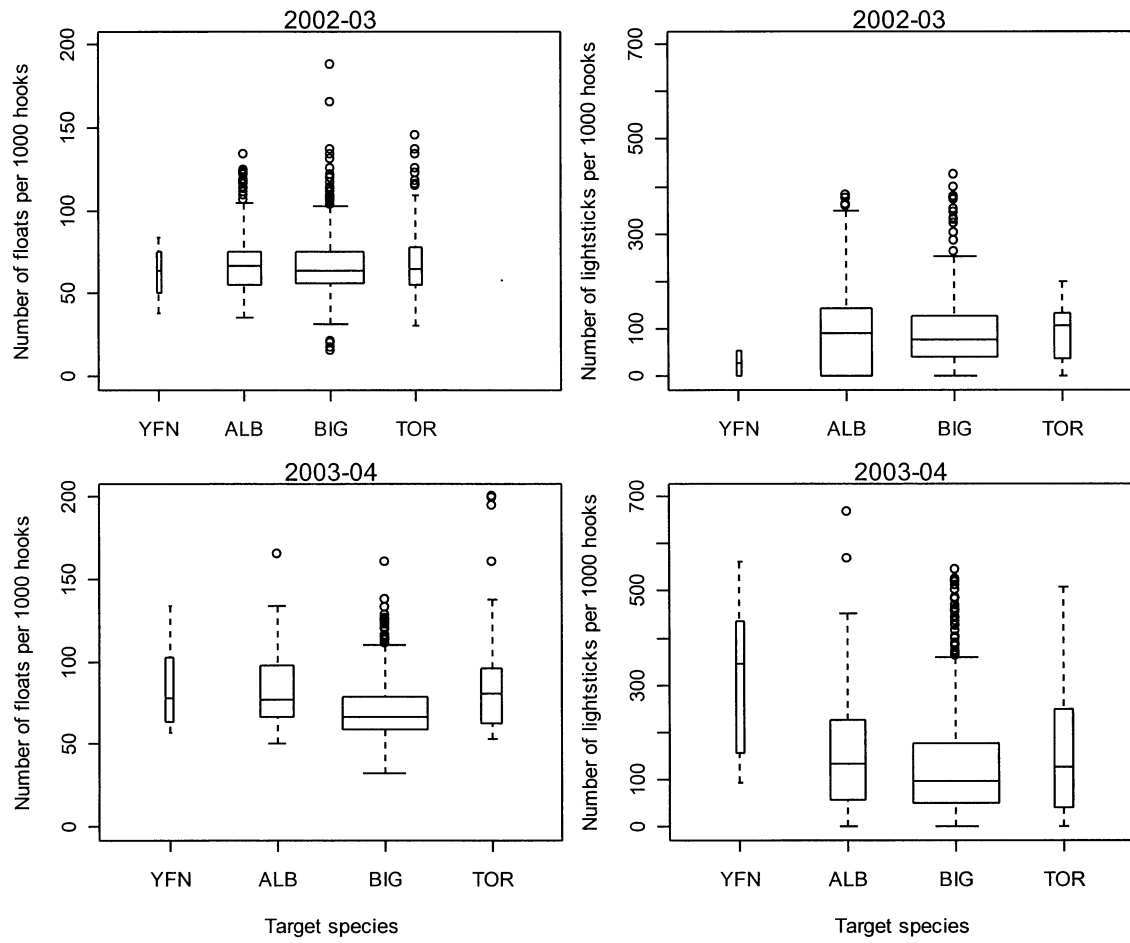 2002-03
Number of floats per 1000 hooks
200
150
100
50
0
YFN ALB BIG TOR
2002-03
Number of lightsticks per 1000 hooks
700
500
300
100
0
YFN ALB BIG TOR
2003-04
Number of floats per 1000 hooks
200
150
100
50
0
YFN ALB BIG TOR
Target species
2003-04
Number of lightsticks per 1000 hooks
700
500
300
100
0
YFN ALB BIG TOR
Target species